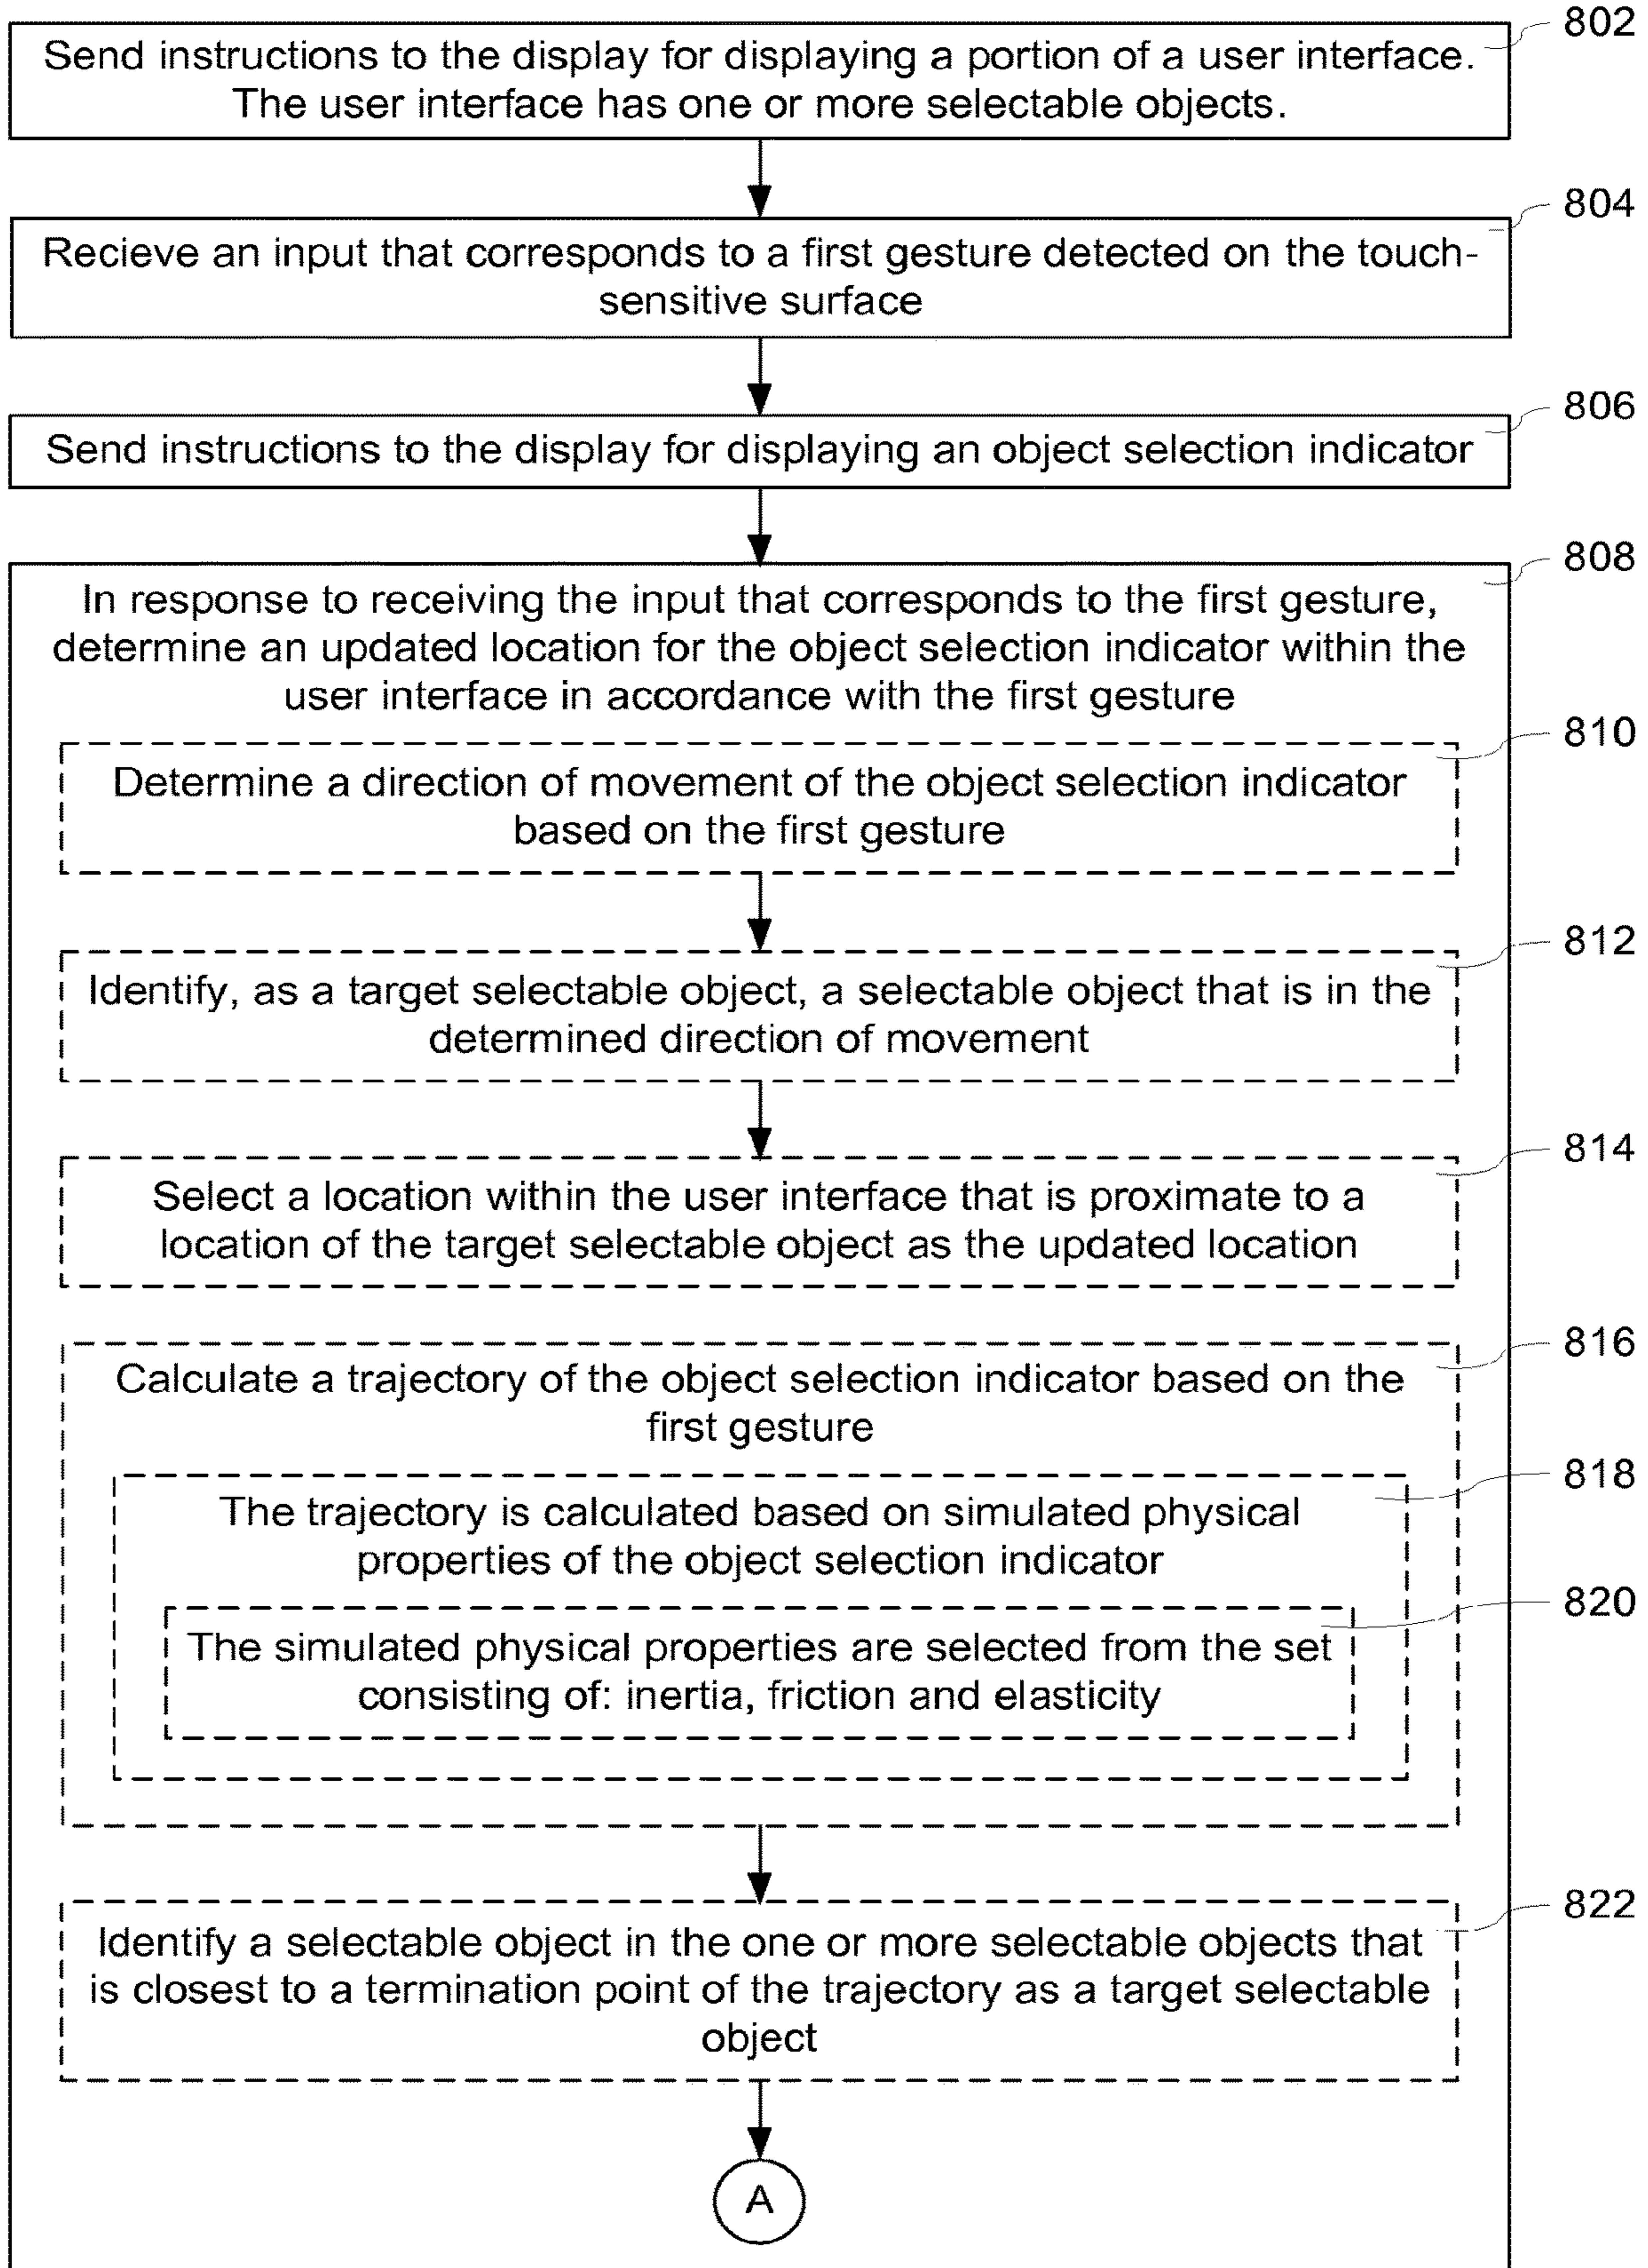 802
Send instructions to the display for displaying a portion of a user interface.
The user interface has one or more selectable objects.
804
Recieve an input that corresponds to a first gesture detected on the touch-
sensitive surface
806
Send instructions to the display for displaying an object selection indicator
808
In response to receiving the input that corresponds to the first gesture,
determine an updated location for the object selection indicator within the
user interface in accordance with the first gesture
810
Determine a direction of movement of the object selection indicator
based on the first gesture
812
Identify, as a target selectable object, a selectable object that is in the
determined direction of movement
814
Select a location within the user interface that is proximate to a
location of the target selectable object as the updated location
816
Calculate a trajectory of the object selection indicator based on the
first gesture
818
The trajectory is calculated based on simulated physical
properties of the object selection indicator
820
The simulated physical properties are selected from the set
consisting of: inertia, friction and elasticity
822
Identify a selectable object in the one or more selectable objects that
is closest to a termination point of the trajectory as a target selectable
object
A